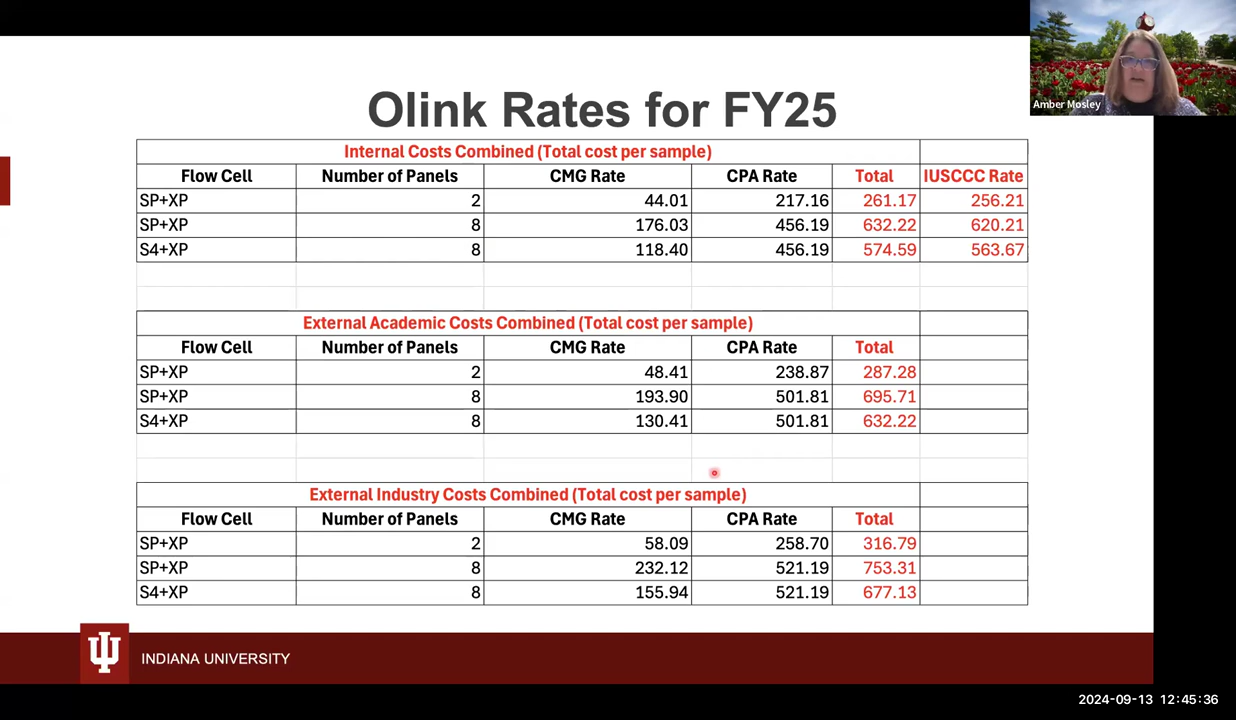 Amber Mosley
Olink Rates for FY25
Internal Costs Combined (Total cost per sample)
Flow Cell Number of Panels CMG Rate CPA Rate Total IUSCCC Rate
SP+XP 2 44.01 217.16 261.17 256.21
SP+XP 8 176.03 456.19 632.22 620.21
S4+XP 8 118.40 456.19 574.59 563.67
External Academic Costs Combined (Total cost per sample)
Flow Cell Number of Panels CMG Rate CPA Rate Total
SP+XP 2 48.41 238.87 287.28
SP+XP 8 193.90 501.81 695.71
S4+XP 8 130.41 501.81 632.22
External Industry Costs Combined (Total cost per sample)
Flow Cell Number of Panels CMG Rate CPA Rate Total
SP+XP 2 58.09 258.70 316.79
SP+XP 8 232.12 521.19 753.31
S4+XP 8 155.94 521.19 677.13
INDIANA UNIVERSITY
2024-09-13 12:45:36